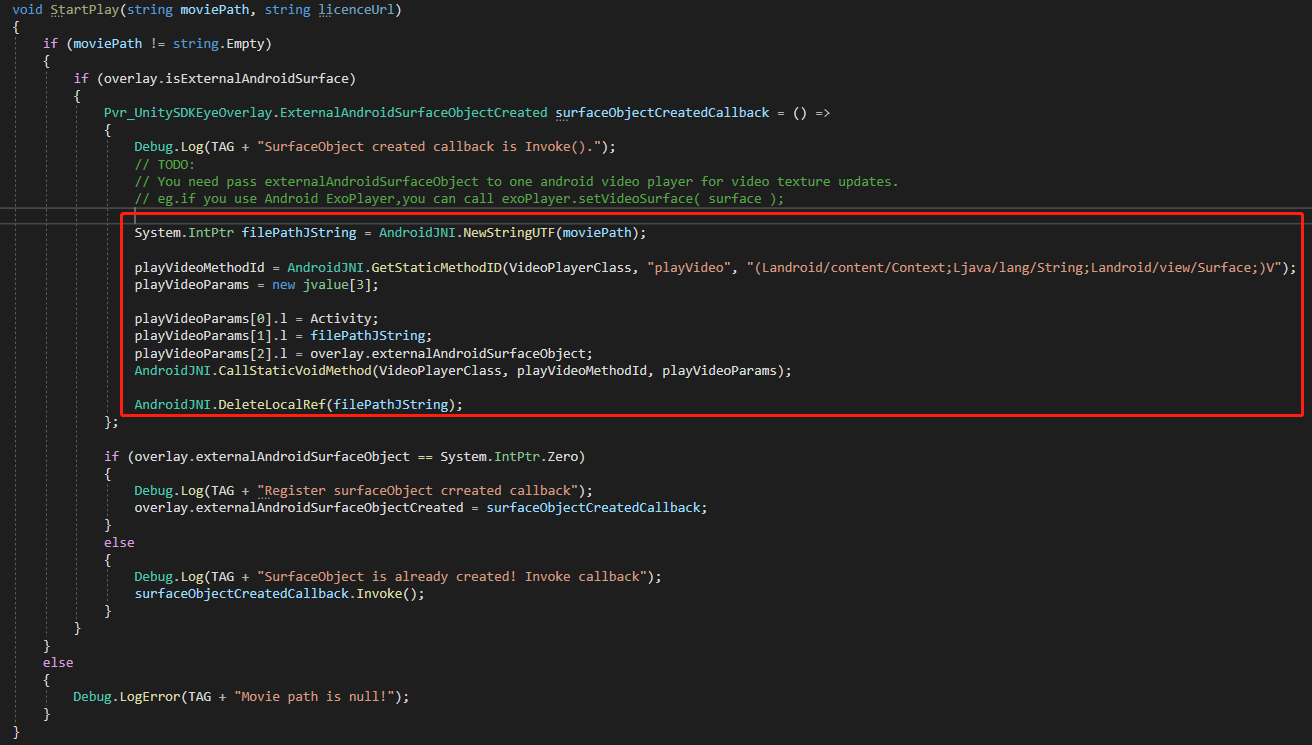 void StartPlay(string moviePath, string licenceUrl)
{
    if (moviePath != string.Empty)
    {
        if (overlay.isExternalAndroidSurface)
        {
            Pvr_UnitySDKEyeOverlay.ExternalAndroidSurfaceObjectCreated surfaceObjectCreatedCallback = () =>
            {
                Debug.Log(TAG + "SurfaceObject created callback is Invoke().");
                // TODO:
                // You need pass externalAndroidSurfaceObject to one android video player for video texture updates.
                // eg.if you use Android ExoPlayer,you can call exoPlayer.setVideoSurface( surface );
                System.IntPtr filePathJString = AndroidJNI.NewStringUTF(moviePath);
                playVideoMethodId = AndroidJNI.GetStaticMethodID(VideoPlayerClass, "playVideo", "(Landroid/content/Context;Ljava/lang/String;Landroid/view/Surface;)V");
                playVideoParams = new jvalue[3];
                playVideoParams[0].l = Activity;
                playVideoParams[1].l = filePathJString;
                playVideoParams[2].l = overlay.externalAndroidSurfaceObject;
                AndroidJNI.CallStaticVoidMethod(VideoPlayerClass, playVideoMethodId, playVideoParams);
                AndroidJNI.DeleteLocalRef(filePathJString);
            };
            if (overlay.externalAndroidSurfaceObject == System.IntPtr.Zero)
            {
                Debug.Log(TAG + "Register surfaceObject crreated callback");
                overlay.externalAndroidSurfaceObjectCreated = surfaceObjectCreatedCallback;
            }
            else
            {
                Debug.Log(TAG + "SurfaceObject is already created! Invoke callback");
                surfaceObjectCreatedCallback.Invoke();
            }
        }
    }
    else
    {
        Debug.LogError(TAG + "Movie path is null!");
    }
}